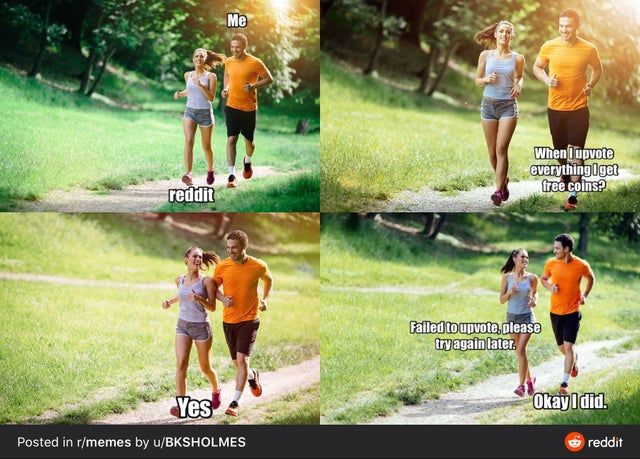 Me
reddit
When I upvote
everything I get
free coins?
Yes
Failed to upvote, please
try again later.
Okay I did.
Posted in r/memes by u/BKSHOLMES
reddit